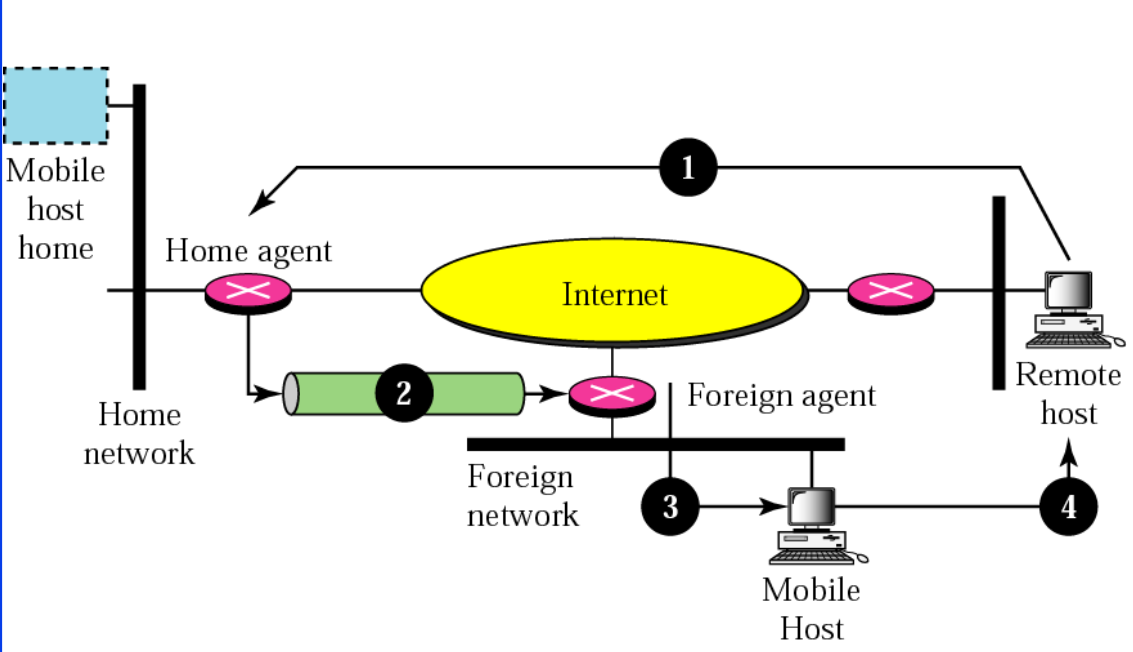 1
Mobile
host
home
Home agent
Internet
Remote
host
2
Foreign agent
Home
network
Foreign
network
3
4
Mobile
Host